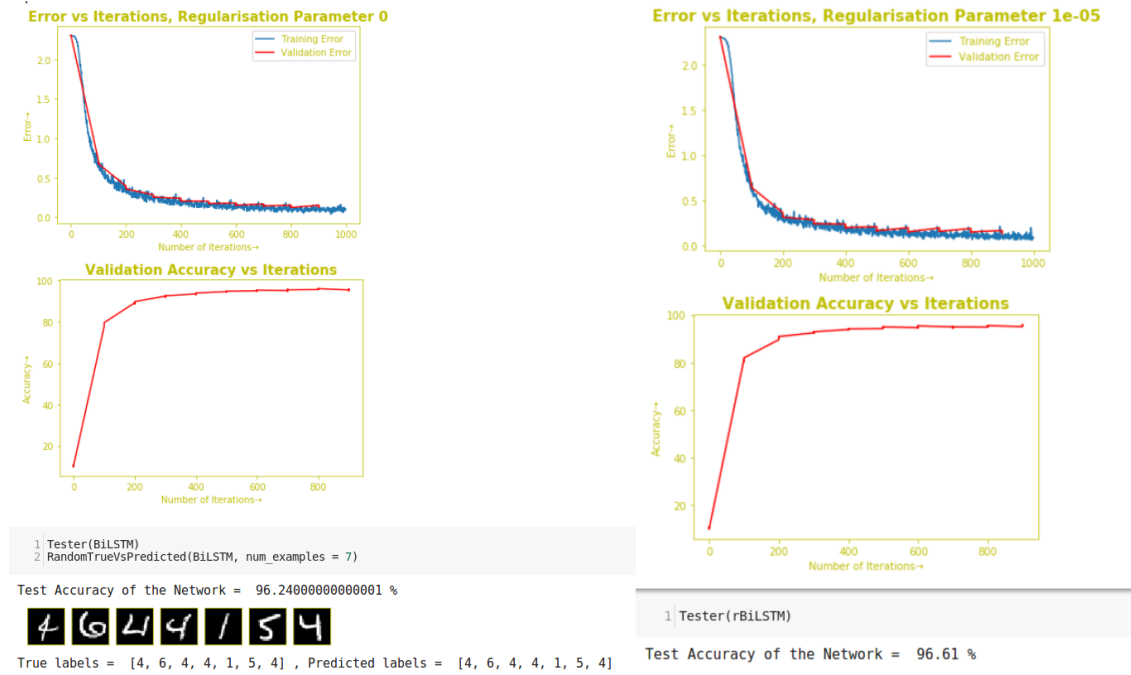 Error vs Iterations, Regularisation Parameter 0
Training Error
Validation Error
2.0
1.5
1.0
0.5
0.0
Error→
0 200 400 600 800 1000
Number of Iterations→
Validation Accuracy vs Iterations
100
80
60
40
20
Accuracy→
0 200 400 600 800
Number of Iterations→
1 Tester(BiLSTM)
2 RandomTrueVsPredicted(BiLSTM, num_examples = 7)
Test Accuracy of the Network =  96.24000000000001 %
4 6 4 4 1 5 4
True labels =  [4, 6, 4, 4, 1, 5, 4] , Predicted labels =  [4, 6, 4, 4, 1, 5, 4]
Error vs Iterations, Regularisation Parameter 1e-05
Training Error
Validation Error
2.0
1.5
1.0
0.5
0.0
Error→
0 200 400 600 800 1000
Number of Iterations→
Validation Accuracy vs Iterations
100
80
60
40
20
Accuracy→
0 200 400 600 800
Number of Iterations→
1 Tester(rBiLSTM)
Test Accuracy of the Network =  96.61 %